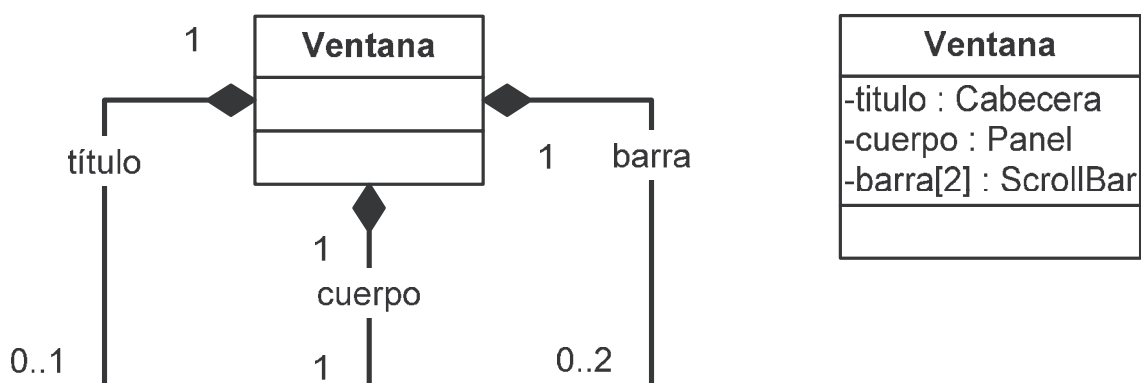 1
Ventana
título
1
barra
1
cuerpo
0..1
1
0..2
Ventana
-titulo : Cabecera
-cuerpo : Panel
-barra[2] : ScrollBar